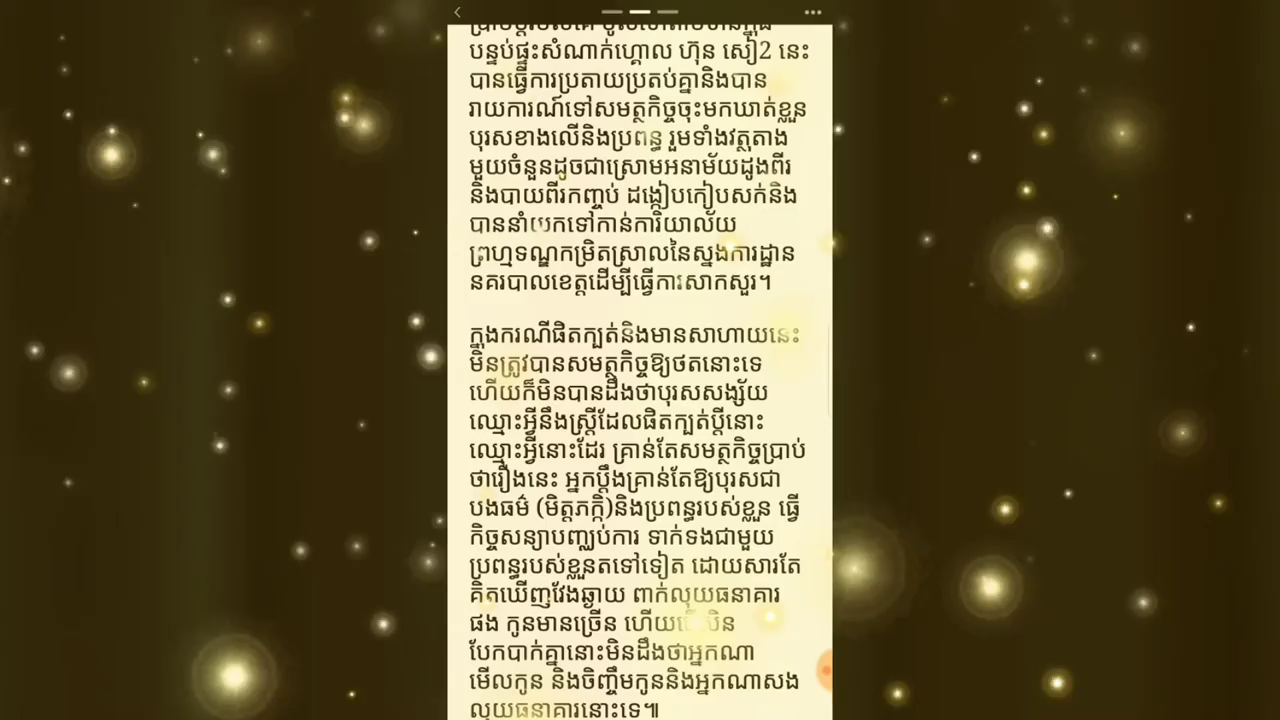 បន្ទប់ផ្ទះសំណាក់ហ្គោល ហ៊ុន សៀ2 នេះ
បានធ្វើការប្រតាយប្រតប់គ្នានិងបាន
រាយការណ៍ទៅសមត្ថកិច្ចចុះមកឃាត់ខ្លួន
បុរសខាងលើនិងប្រពន្ធ រួមទាំងវត្ថុតាង
មួយចំនួនដូចជាស្រោមអនាម័យដូងពីរ
និងបាយពីរកញ្ចប់ ដង្កៀបកៀបសក់និង
បាននាំយកទៅកាន់ការិយាល័យ
ព្រហ្មទណ្ឌកម្រិតស្រាលនៃស្នងការដ្ឋាន
នគរបាលខេត្តដើម្បីធ្វើការសាកសួរ។
ក្នុងករណីផិតក្បត់និងមានសាហាយនេះ
មិនត្រូវបានសមត្ថកិច្ចឱ្យថតនោះទេ
ហើយក៏មិនបានដឹងថាបុរសសង្ស័យ
ឈ្មោះអ្វីនឹងស្ត្រីដែលផិតក្បត់ប្តីនោះ
ឈ្មោះអ្វីនោះដែរ គ្រាន់តែសមត្ថកិច្ចប្រាប់
ថារឿងនេះ អ្នកប្តឹងគ្រាន់តែឱ្យបុរសជា
បងធម៌ (មិត្តភក្កិ)និងប្រពន្ធរបស់ខ្លួន ធ្វើ
កិច្ចសន្យាបញ្ឈប់ការ ទាក់ទងជាមួយ
ប្រពន្ធរបស់ខ្លួនតទៅទៀត ដោយសារតែ
គិតឃើញវែងឆ្ងាយ ពាក់លុយធនាគារ
ផង កូនមានច្រើន ហើយបើមិន
បែកបាក់គ្នានោះមិនដឹងថាអ្នកណា
មើលកូន និងចិញ្ចឹមកូននិងអ្នកណាសង
លុយធនាគារនោះទេ៕